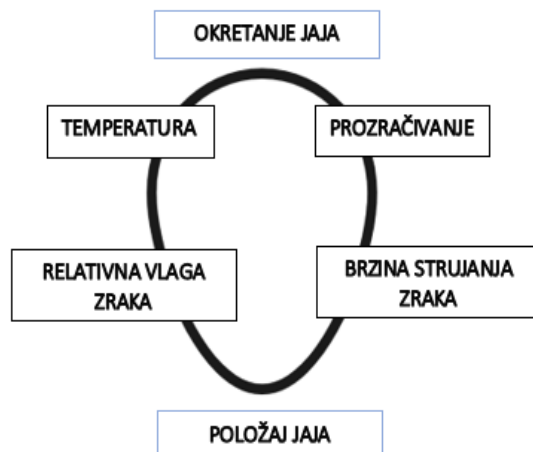 OKRETANJE JAJA
TEMPERATURA
PROZRAČIVANJE
RELATIVNA VLAGA
ZRAKA
BRZINA STRUJANJA
ZRAKA
POLOŽAJ JAJA